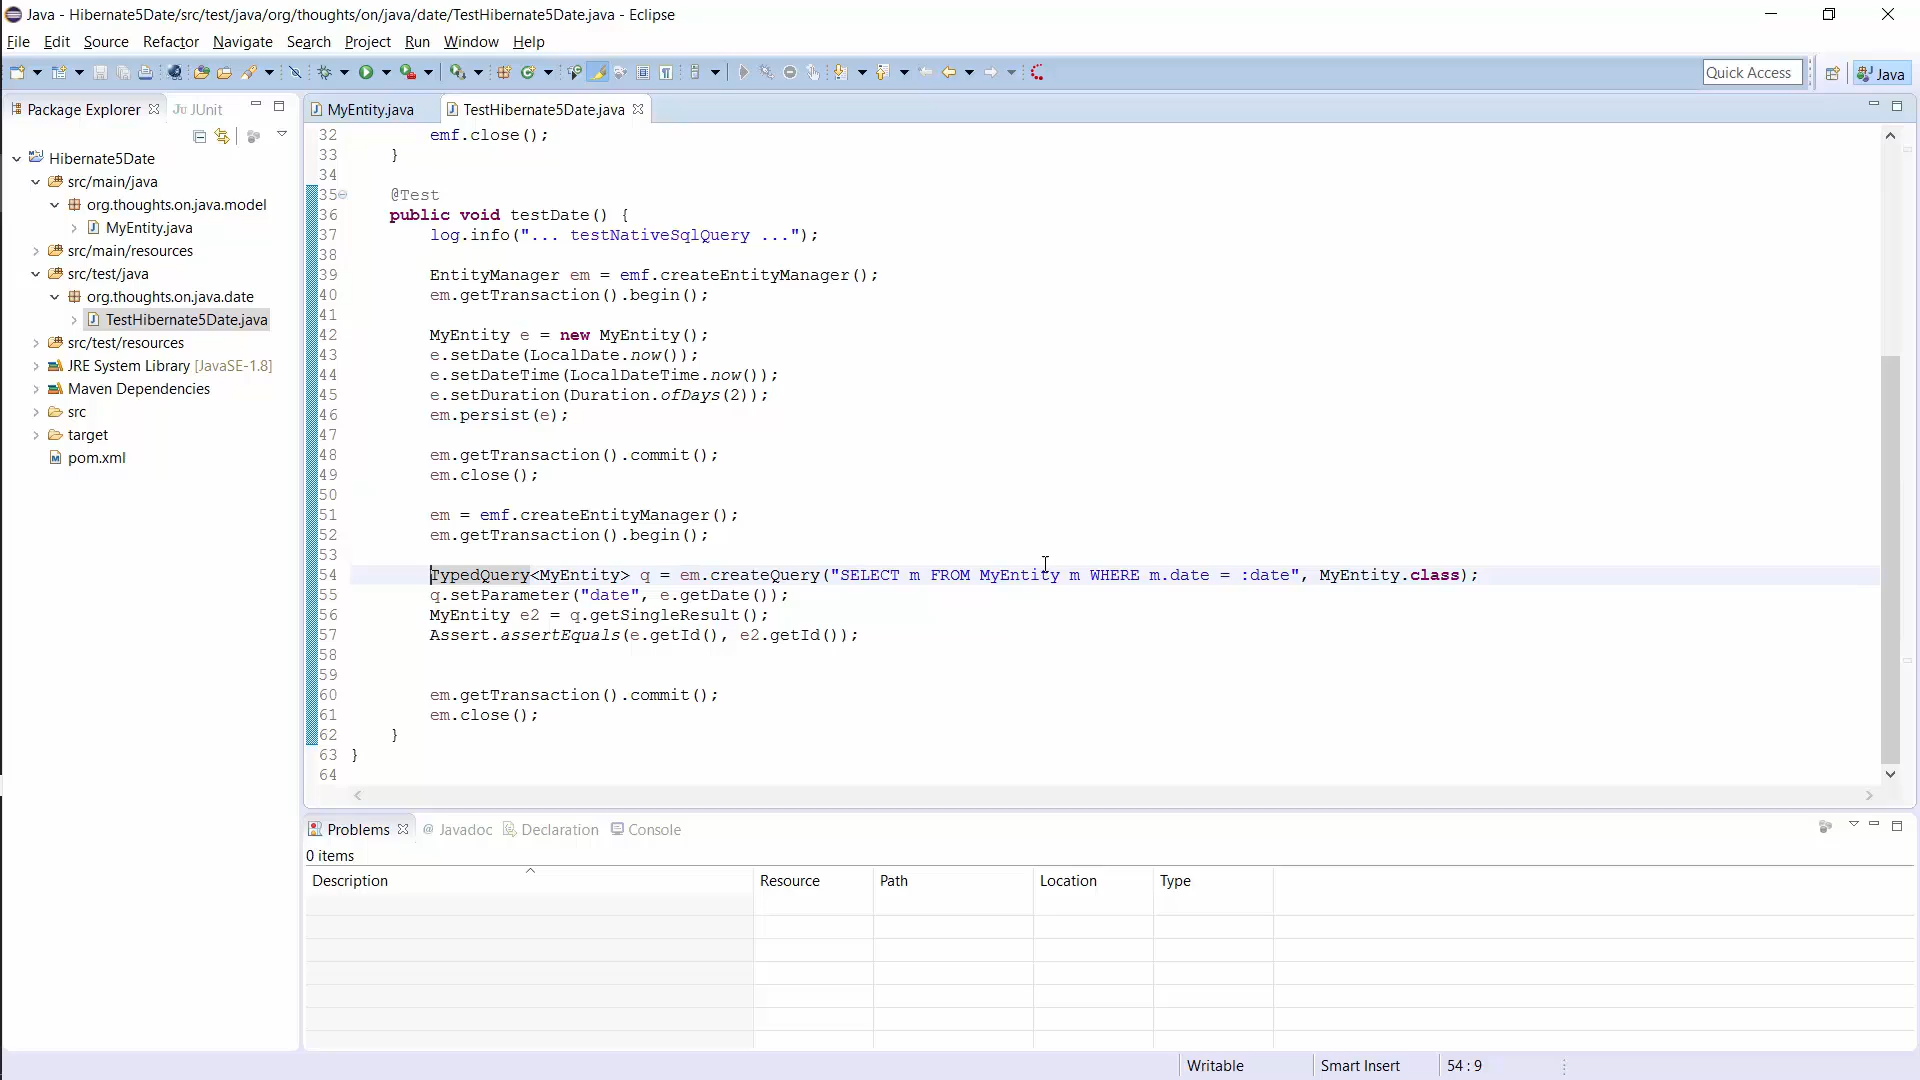 Java - Hibernate5Date/src/test/java/org/thoughts/on/java/date/TestHibernate5Date.java - Eclipse
File Edit Source Refactor Navigate Search Project Run Window Help
Quick Access
Java
Package Explorer
JUnit
Hibernate5Date
src/main/java
org.thoughts.on.java.model
MyEntity.java
src/main/resources
src/test/java
org.thoughts.on.java.date
TestHibernate5Date.java
src/test/resources
JRE System Library [JavaSE-1.8]
Maven Dependencies
src
target
pom.xml
MyEntity.java
TestHibernate5Date.java
32 emf.close();
33 }
34
35 @Test
36 public void testDate() {
37 log.info("... testNativeSqlQuery ...");
38
39 EntityManager em = emf.createEntityManager();
40 em.getTransaction().begin();
41
42 MyEntity e = new MyEntity();
43 e.setDate(LocalDate.now());
44 e.setDateTime(LocalDateTime.now());
45 e.setDuration(Duration.ofDays(2));
46 em.persist(e);
47
48 em.getTransaction().commit();
49 em.close();
50
51 em = emf.createEntityManager();
52 em.getTransaction().begin();
53
54 TypedQuery<MyEntity> q = em.createQuery("SELECT m FROM MyEntity m WHERE m.date = :date", MyEntity.class);
55 q.setParameter("date", e.getDate());
56 MyEntity e2 = q.getSingleResult();
57 Assert.assertEquals(e.getId(), e2.getId());
58
59
60 em.getTransaction().commit();
61 em.close();
62 }
63 }
64
Problems @ Javadoc Declaration Console
0 items
Description Resource Path Location Type
Writable Smart Insert 54 : 9